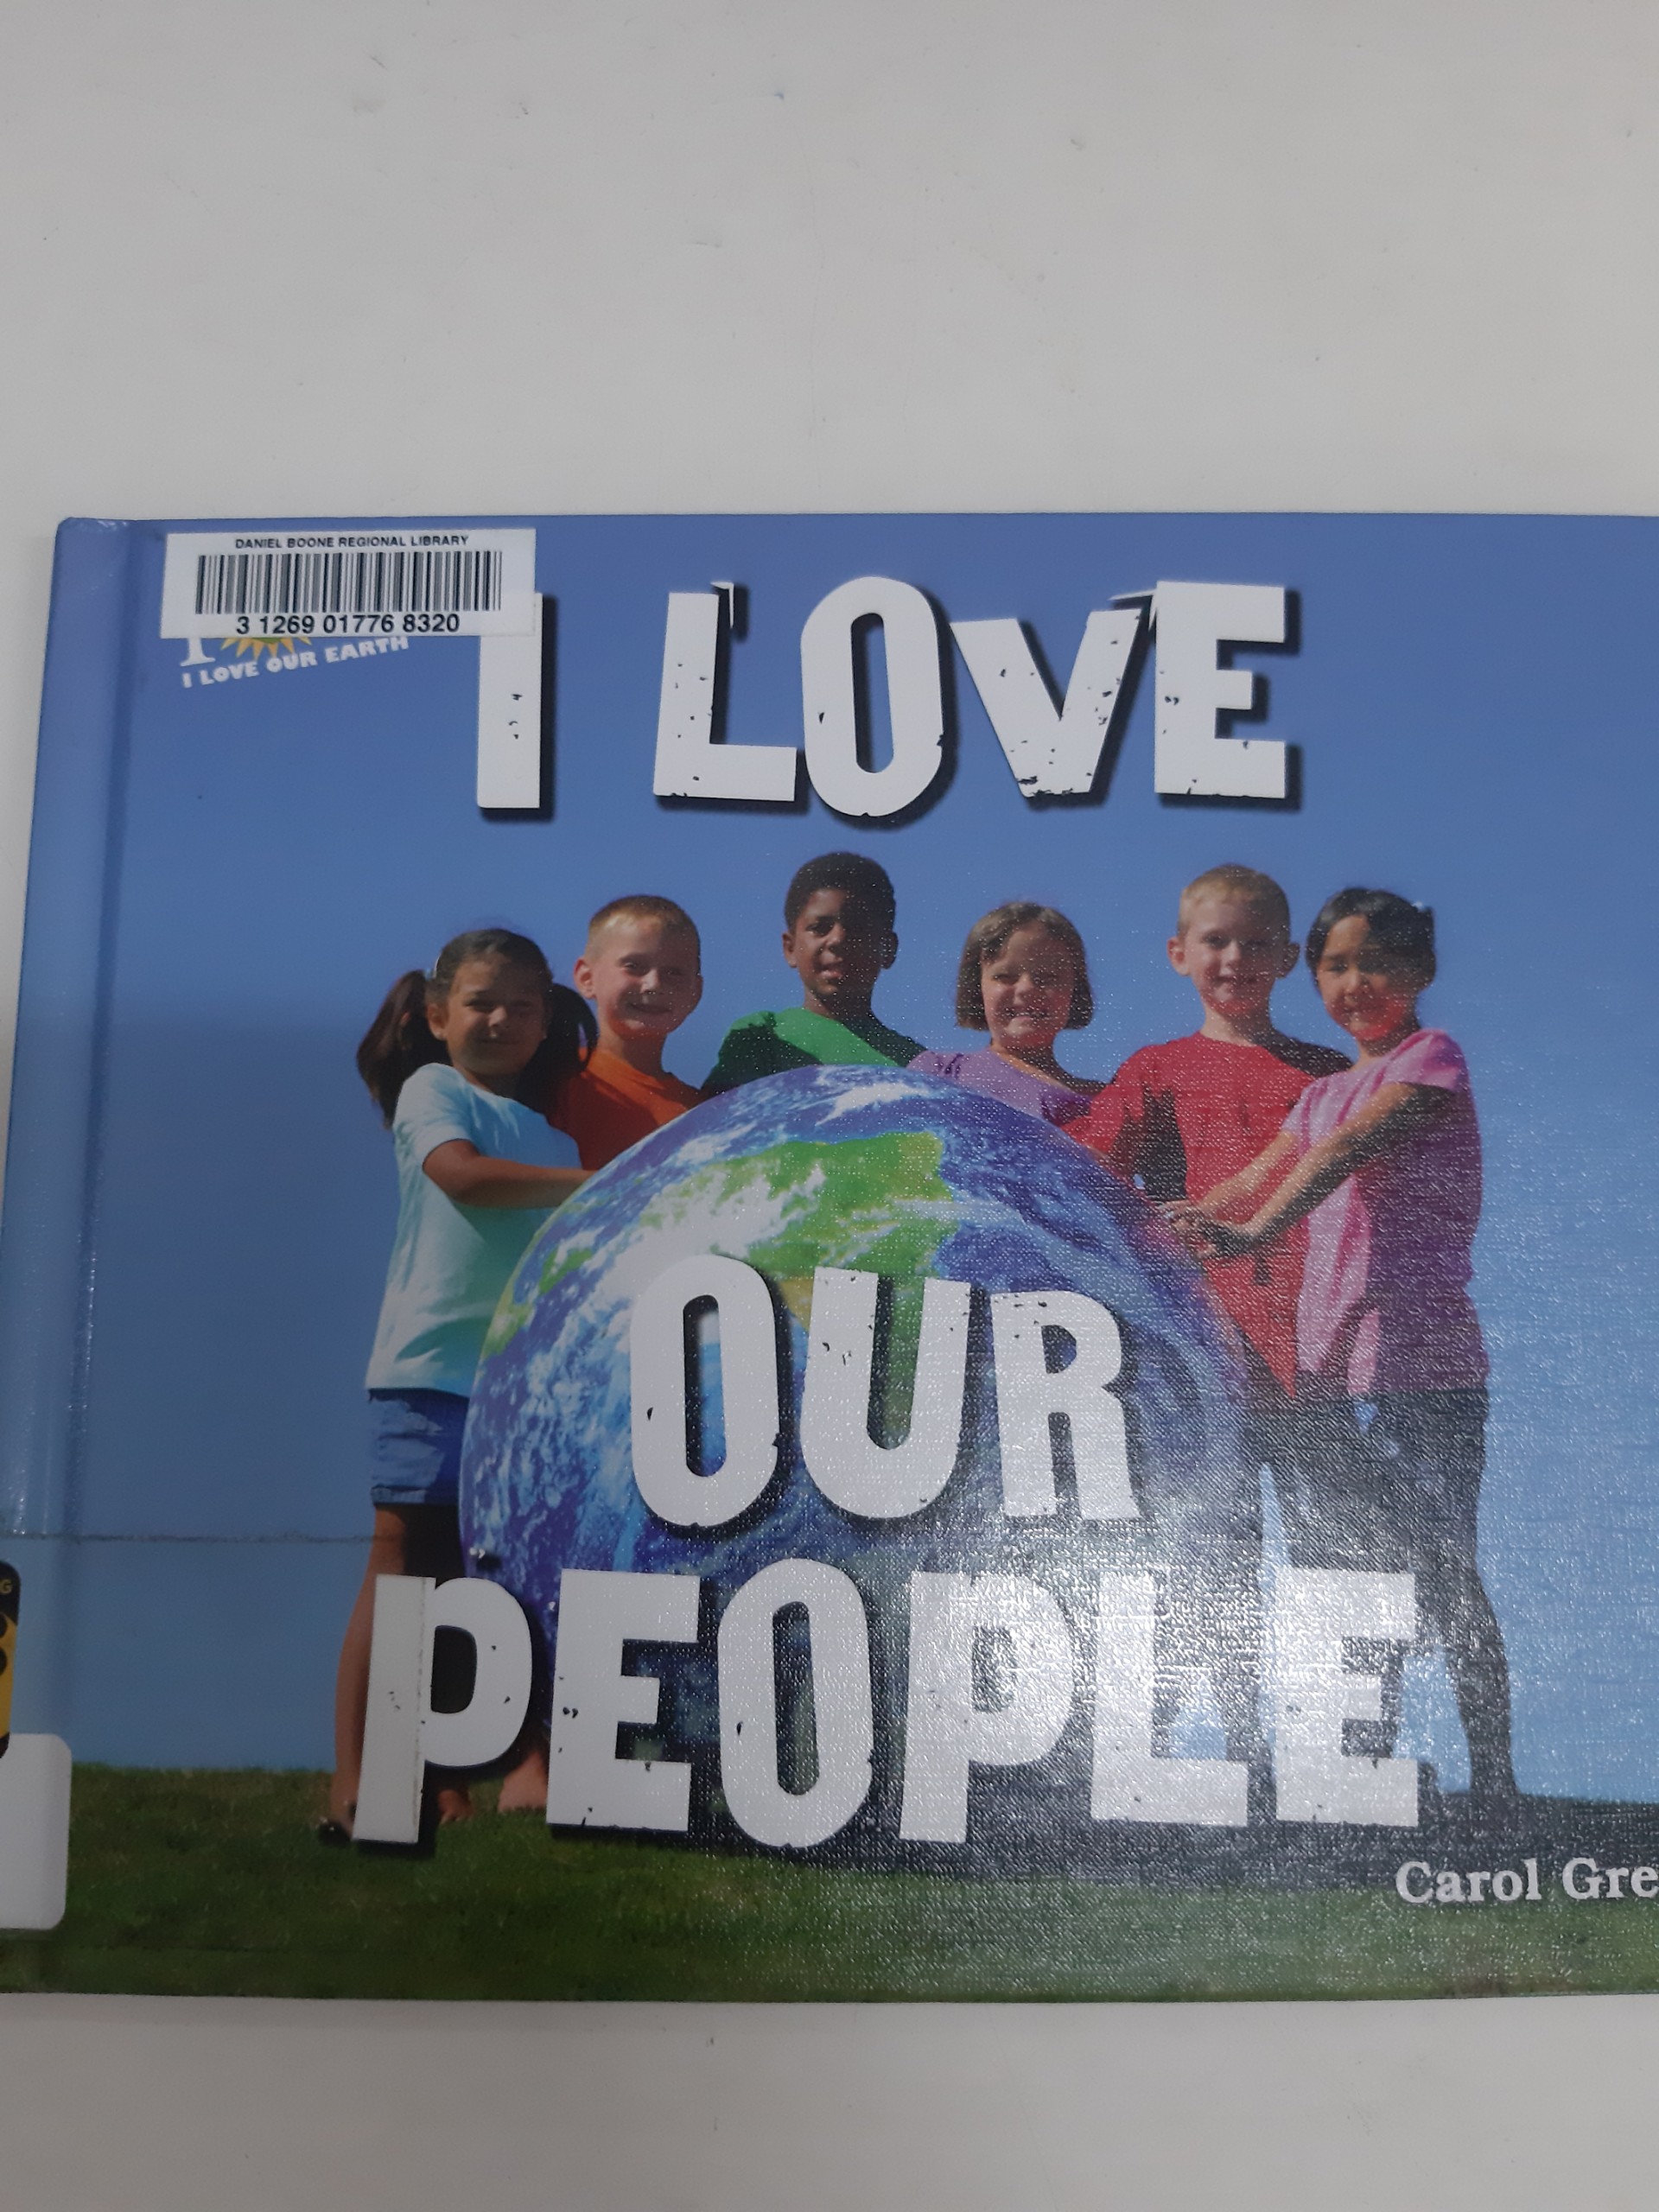 DANIEL BOONE REGIONAL LIBRARY
3 1269 01776 8320
I LOVE OUR EARTH
I LOVE
OUR
PEOPLE
Carol Gre